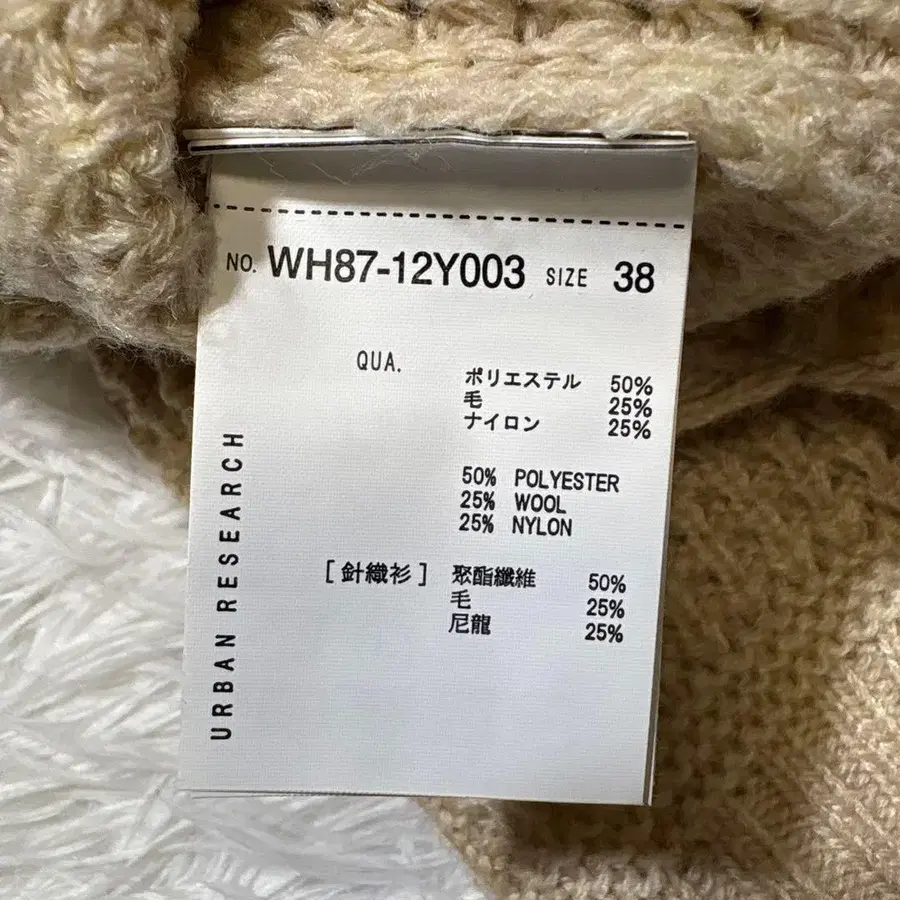 NO. WH87-12Y003 SIZE 38
QUA.
ポリエステル 50%
毛 25%
ナイロン 25%
50% POLYESTER
25% WOOL
25% NYLON
[針織衫] 聚酯纖維 50%
毛 25%
尼龍 25%
URBAN RESEARCH